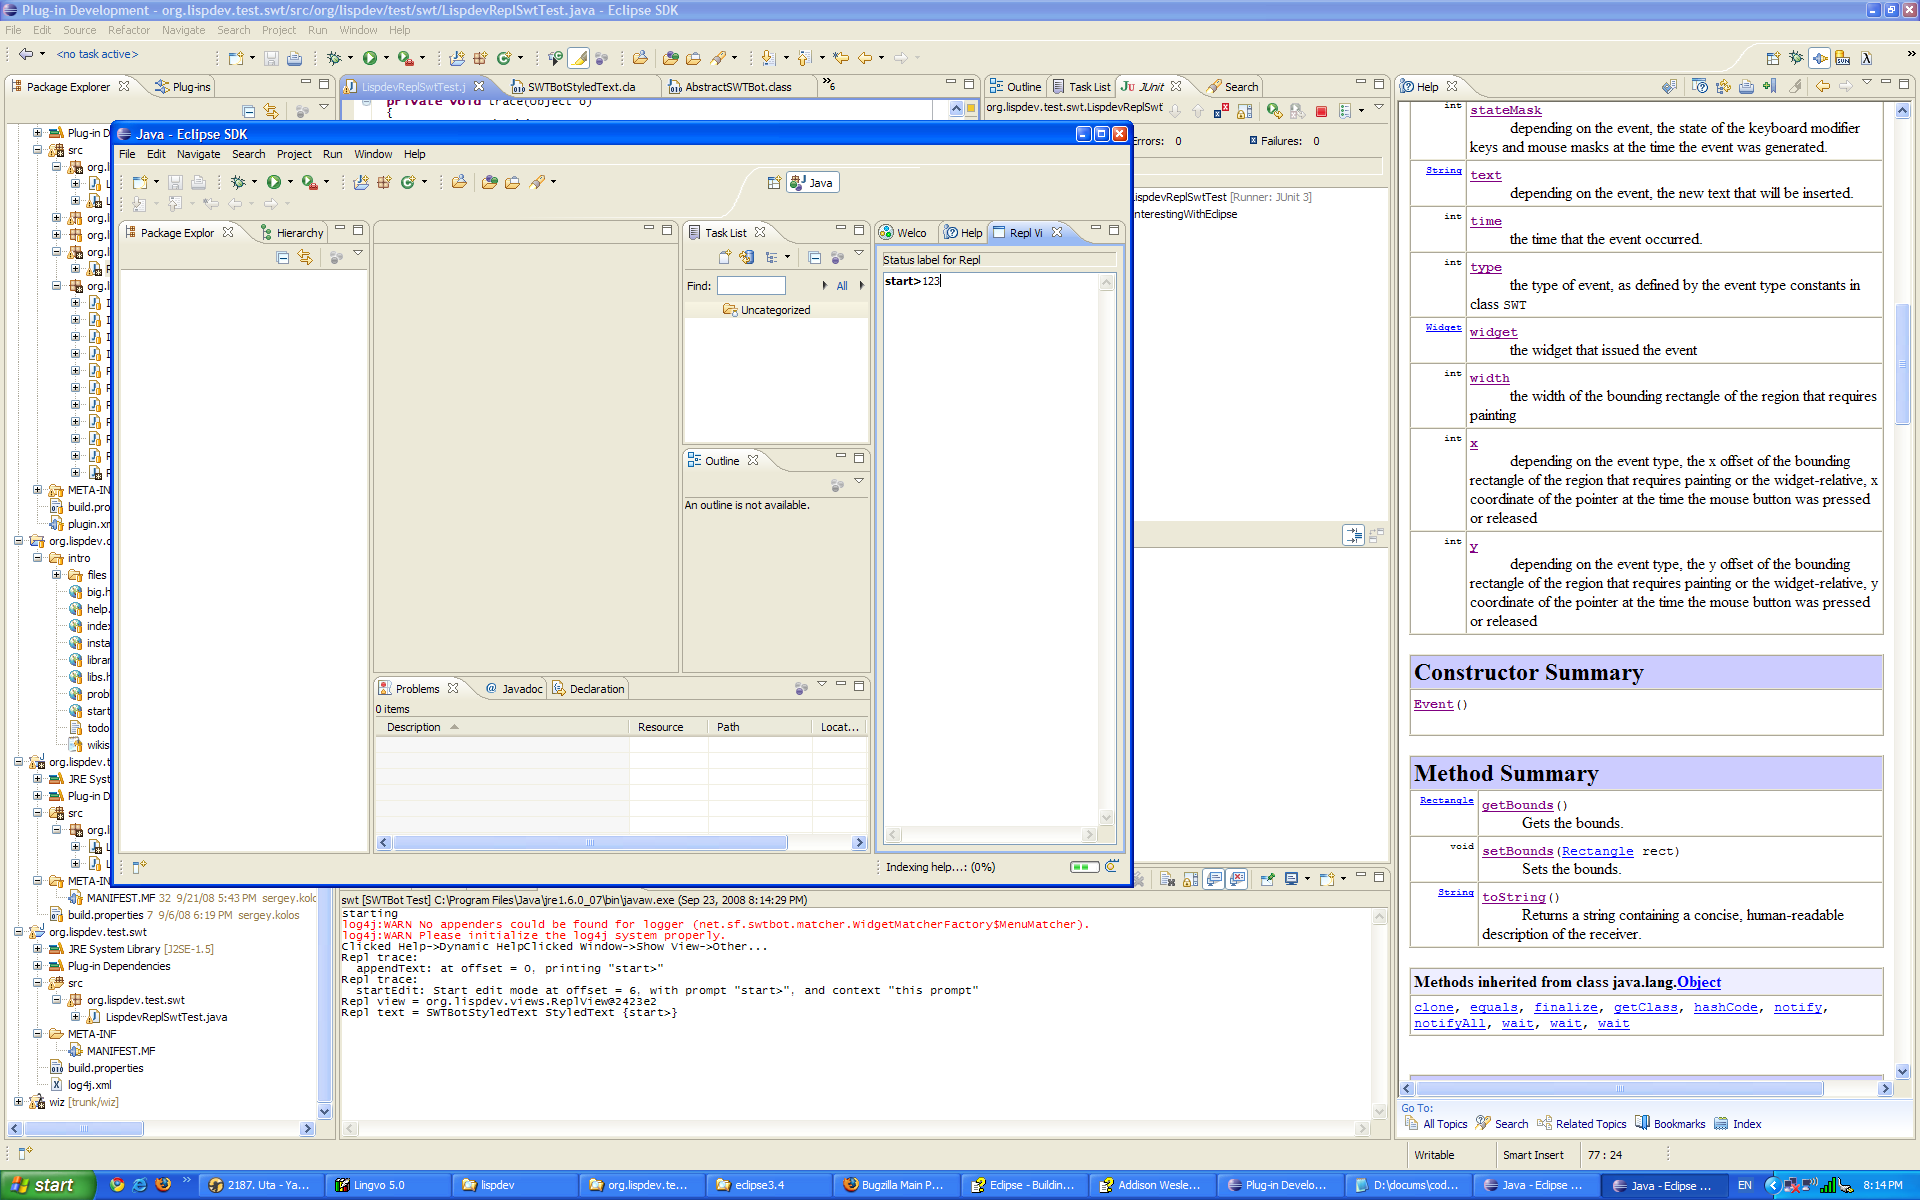 Plug-in Development - org.lispdev.test.swt/src/org/lispdev/test/swt/LispdevReplSwtTest.java - Eclipse SDK
File Edit Source Refactor Navigate Search Project Run Window Help
<no task active>
Package Explorer
Plug-ins
LispdevReplSwtTest.j
SWTBotStyledText.cla
AbstractSWTBot.class
»6
Outline
Task List
JUnit
Search
Help
private void trace(Object o)
{
org.lispdev.test.swt.LispdevReplSwt
Errors: 0
Failures: 0
LispdevReplSwtTest [Runner: JUnit 3]
Plug-in D
src
META-IN
build.pro
plugin.xm
intro
files
big.h
help.
index
insta
librar
libs.h
prob
start
todo
wikis
org.lispdev.t
JRE Syst
Plug-in D
src
META-IN
MANIFEST.MF 32 9/21/08 5:43 PM sergey.kolc
build.properties 7 9/6/08 6:19 PM sergey.kolos
org.lispdev.test.swt
JRE System Library [J2SE-1.5]
Plug-in Dependencies
src
org.lispdev.test.swt
LispdevReplSwtTest.java
META-INF
MANIFEST.MF
build.properties
log4j.xml
wiz [trunk/wiz]
Java - Eclipse SDK
File Edit Navigate Search Project Run Window Help
Java
Package Explor
Hierarchy
Task List
Find:
All
Uncategorized
Outline
An outline is not available.
Welco
Help
Repl Vi
Status label for Repl
start>123
Problems
Javadoc
Declaration
0 items
Description Resource Path Locat...
Indexing help...: (0%)
swt [SWTBot Test] C:\Program Files\Java\jre1.6.0_07\bin\javaw.exe (Sep 23, 2008 8:14:29 PM)
starting
log4j:WARN No appenders could be found for logger (net.sf.swtbot.matcher.WidgetMatcherFactory$MenuMatcher).
log4j:WARN Please initialize the log4j system properly.
Clicked Help->Dynamic HelpClicked Window->Show View->Other...
Repl trace:
appendText: at offset = 0, printing "start>"
Repl trace:
startEdit: Start edit mode at offset = 6, with prompt "start>", and context "this prompt"
Repl view = org.lispdev.views.ReplView@2423e2
Repl text = SWTBotStyledText StyledText {start>}
int stateMask
depending on the event, the state of the keyboard modifier
keys and mouse masks at the time the event was generated.
String text
depending on the event, the new text that will be inserted.
int time
the time that the event occurred.
int type
the type of event, as defined by the event type constants in
class SWT
Widget widget
the widget that issued the event
int width
the width of the bounding rectangle of the region that requires
painting
int x
depending on the event type, the x offset of the bounding
rectangle of the region that requires painting or the widget-relative, x
coordinate of the pointer at the time the mouse button was pressed
or released
int y
depending on the event type, the y offset of the bounding
rectangle of the region that requires painting or the widget-relative, y
coordinate of the pointer at the time the mouse button was pressed
or released
Constructor Summary
Event()
Method Summary
Rectangle getBounds()
Gets the bounds.
void setBounds(Rectangle rect)
Sets the bounds.
String toString()
Returns a string containing a concise, human-readable
description of the receiver.
Methods inherited from class java.lang.Object
clone, equals, finalize, getClass, hashCode, notify,
notifyAll, wait, wait, wait
Go To:
All Topics Search Related Topics Bookmarks Index
Writable Smart Insert 77 : 24
start
2187. Uta - Ya...
Lingvo 5.0
lispdev
org.lispdev.te...
eclipse3.4
Bugzilla Main P...
Eclipse - Buildin...
Addison Wesley...
Plug-in Develo...
D:\docums\cod...
Java - Eclipse ...
Java - Eclipse ...
EN
8:14 PM